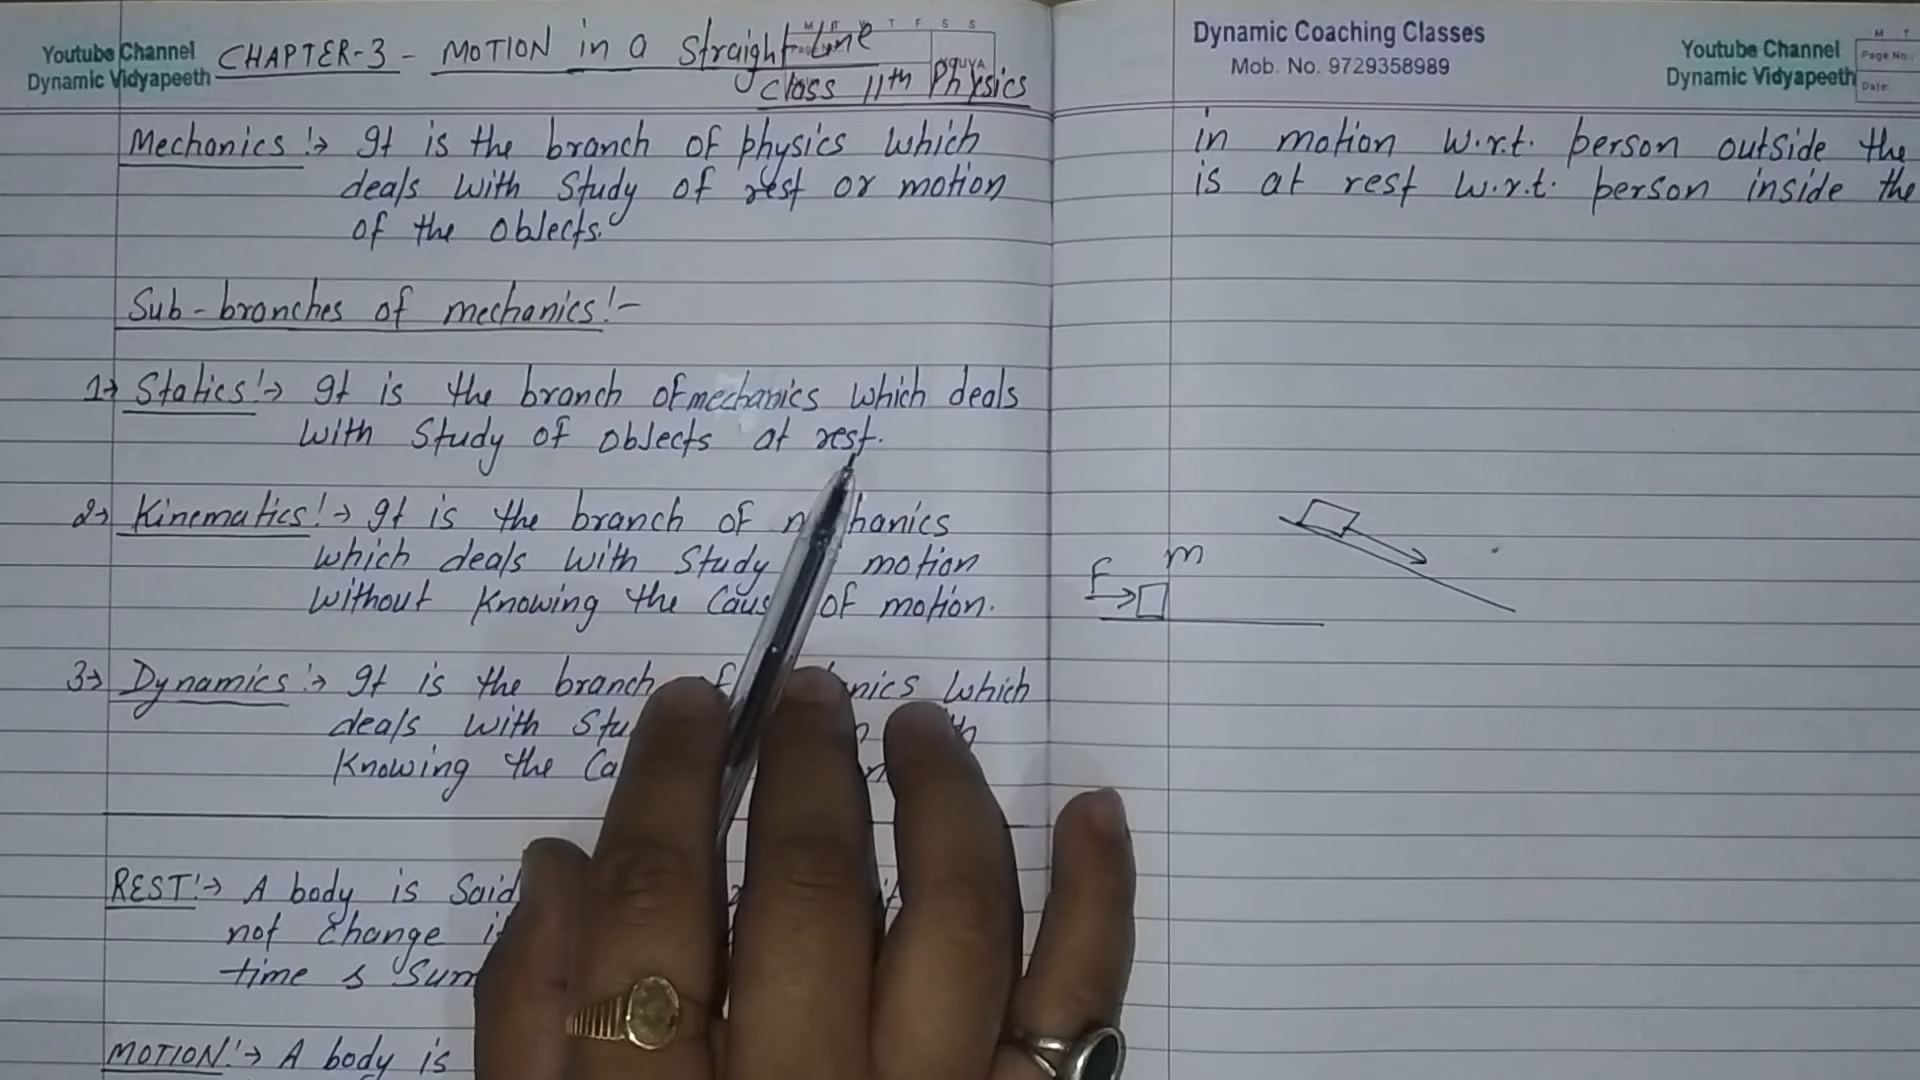 Youtube Channel
Dynamic Vidyapeeth
CHAPTER-3 - MOTION in a Straight Line
Class 11th Physics
Mechanics :→ It is the branch of physics which
deals with study of rest or motion
of the objects.
Sub-branches of mechanics :-
1→ Statics :→ It is the branch of mechanics which deals
with study of objects at rest.
2→ Kinematics :→ It is the branch of
which deals with study motion
without knowing the of motion.
3→ Dynamics :→ It is the branch which
deals with
knowing the
REST :→ A body is said
not change
time &
MOTION :→ A body is
Dynamic Coaching Classes
Mob. No. 9729358989
Youtube Channel
Dynamic Vidyapeeth
M T
Page No.:
Date:
in motion w.r.t. person outside the
is at rest w.r.t. person inside the
F
m